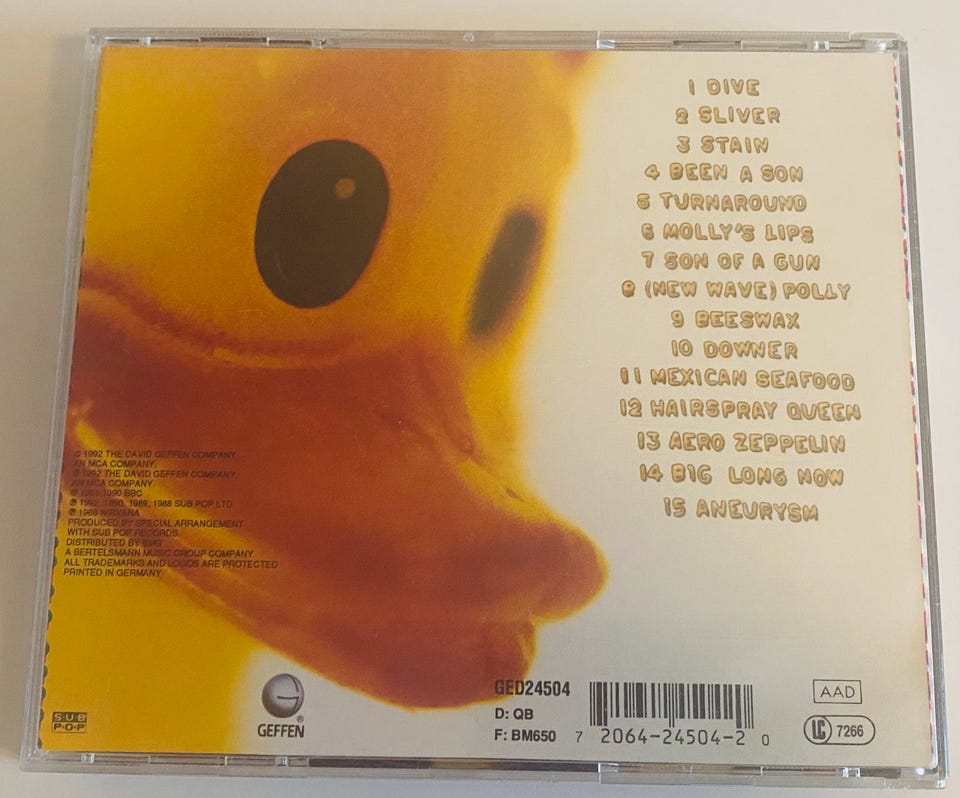 1 DIVE
2 SLIVER
3 STAIN
4 BEEN A SON
5 TURNAROUND
6 MOLLY'S LIPS
7 SON OF A GUN
8 (NEW WAVE) POLLY
9 BEESWAX
10 DOWNER
11 MEXICAN SEAFOOD
12 HAIRSPRAY QUEEN
13 AERO ZEPPELIN
14 BIG LONG NOW
15 ANEURYSM
© 1992 THE DAVID GEFFEN COMPANY
AN MCA COMPANY.
℗ 1992 THE DAVID GEFFEN COMPANY
AN MCA COMPANY.
1990 BBC
℗ 1992, 1990, 1989, 1988 SUB POP LTD
℗ 1988 NIRVANA
PRODUCED BY SPECIAL ARRANGEMENT
WITH SUB POP RECORDS
DISTRIBUTED BY BMG
A BERTELSMANN MUSIC GROUP COMPANY
ALL TRADEMARKS AND LOGOS ARE PROTECTED
PRINTED IN GERMANY
SUB
POP
G
®
GEFFEN
GED24504
D: QB
F: BM650
7 2064-24504-2 0
AAD
LC 7266